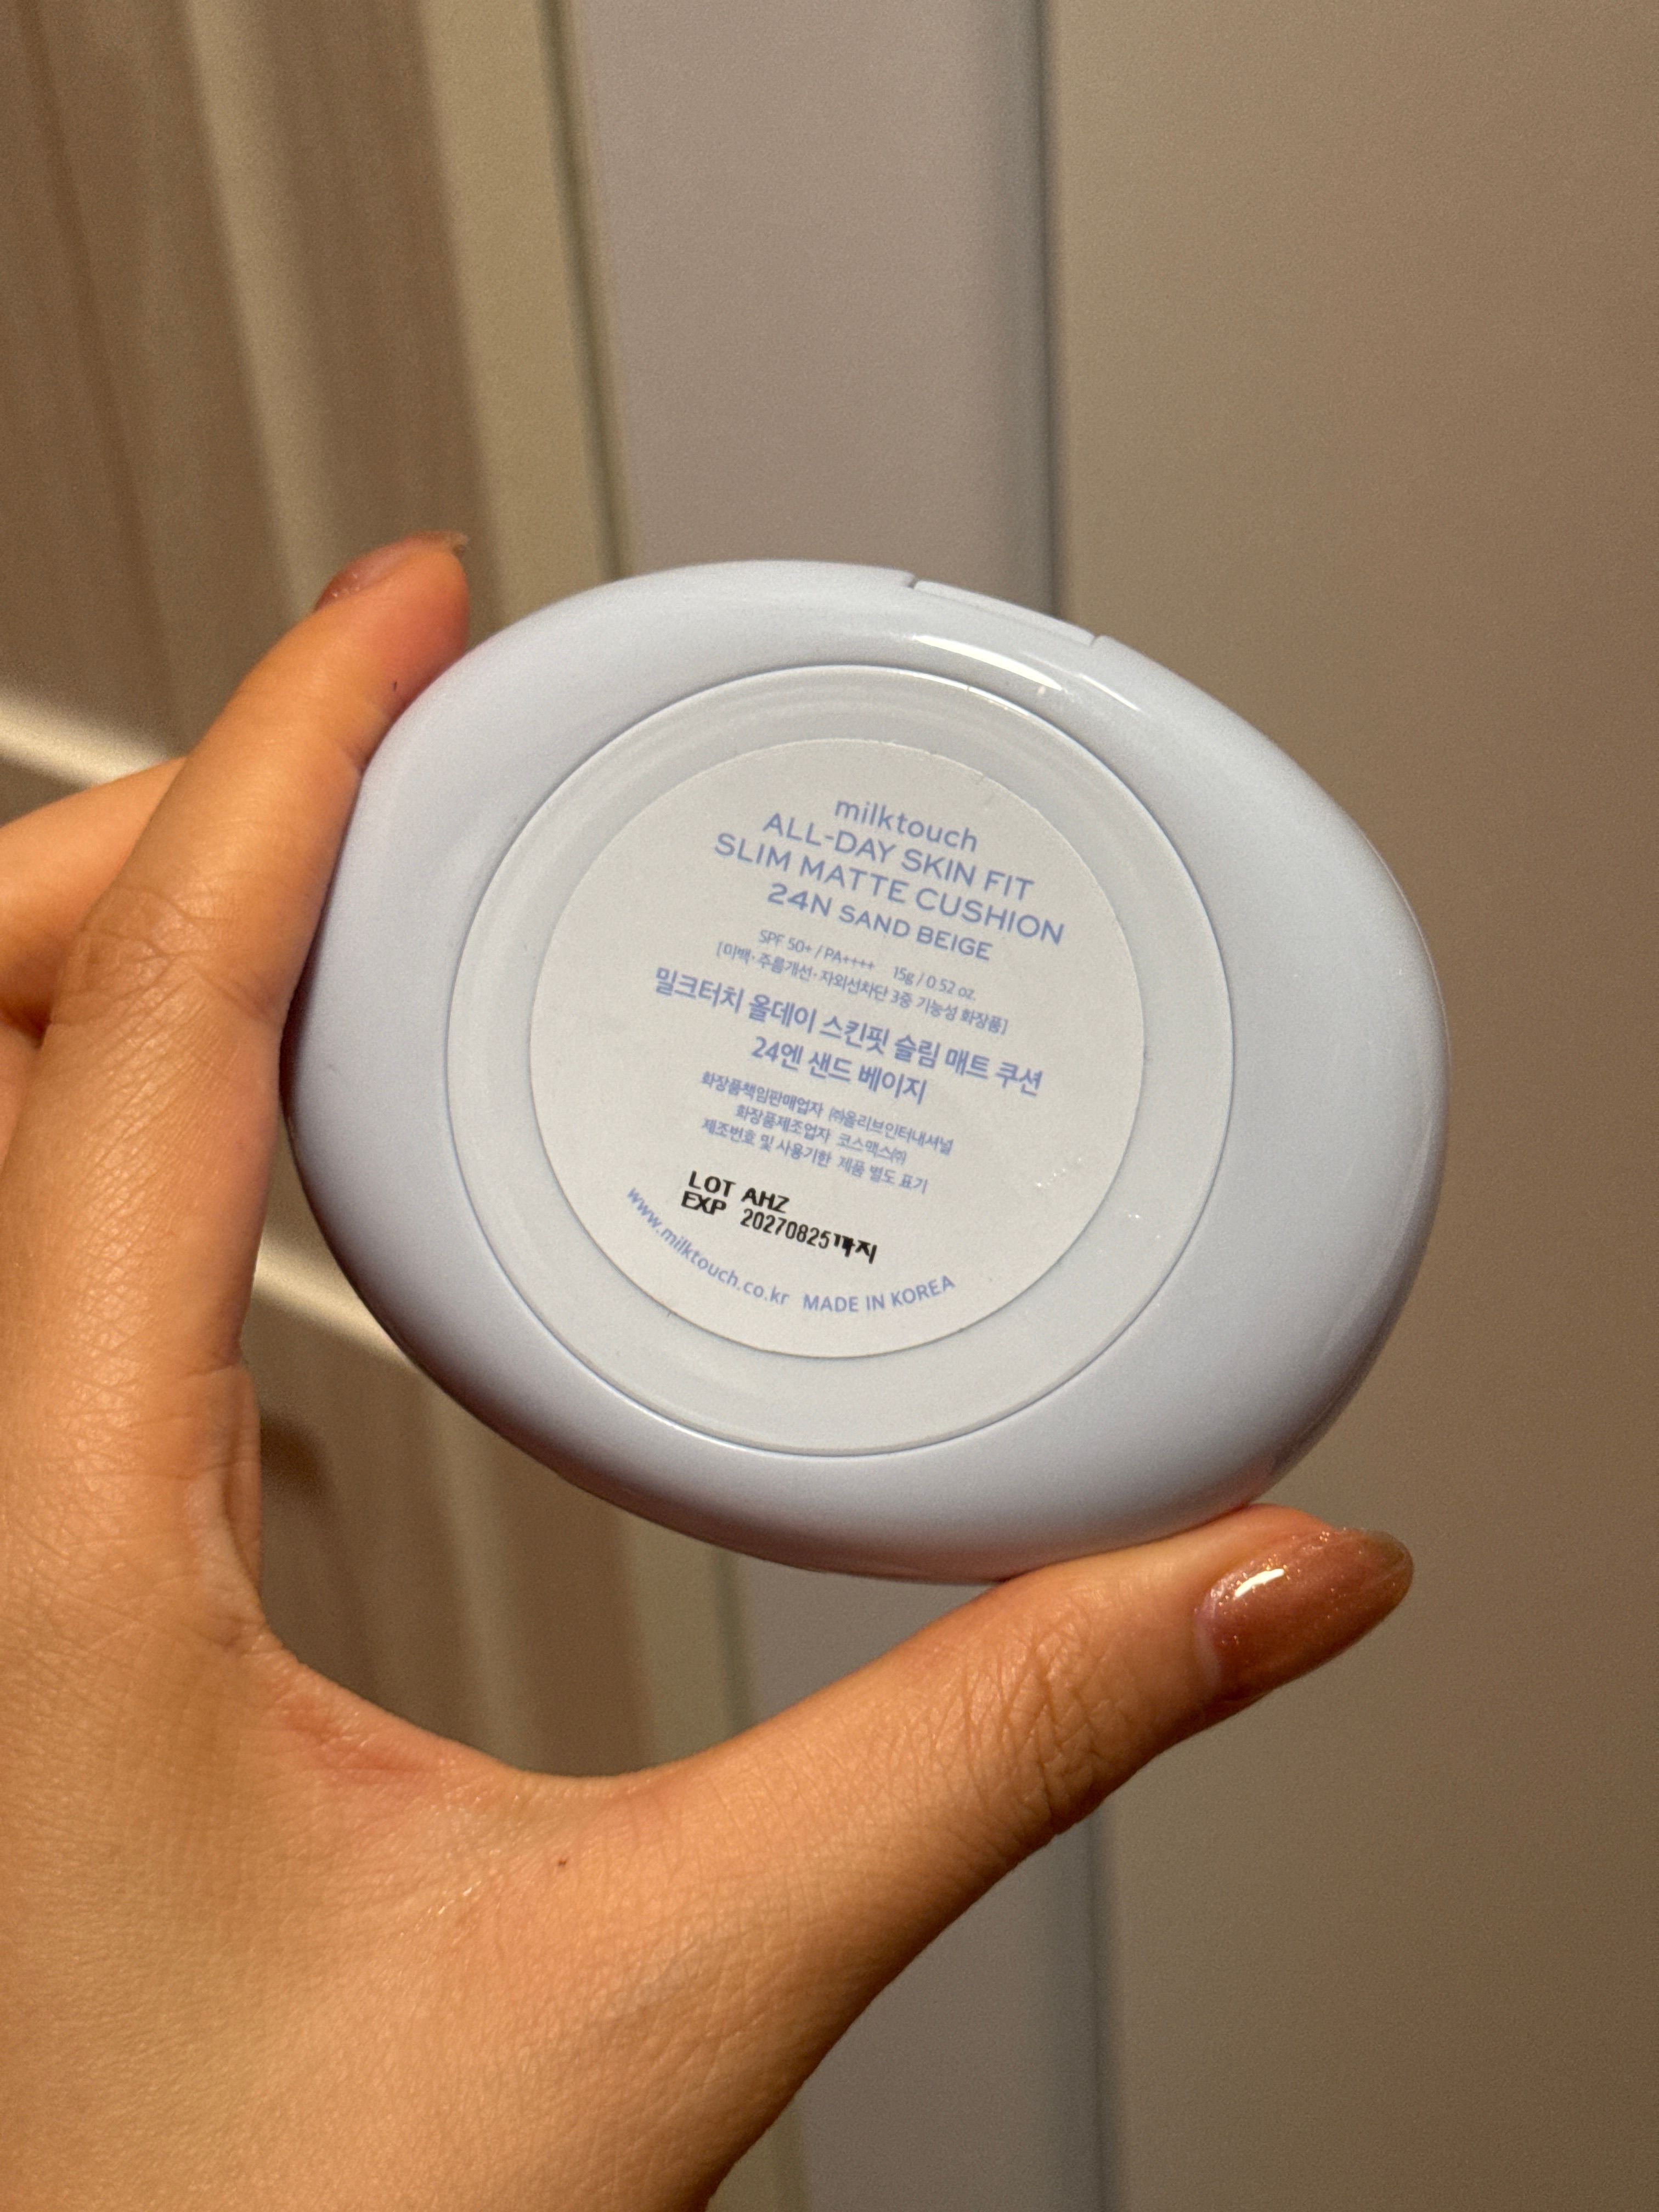 milktouch
ALL-DAY SKIN FIT
SLIM MATTE CUSHION
24N SAND BEIGE
SPF 50+ / PA++++ 15g / 0.52 oz.
[미백·주름개선·자외선차단 3중 기능성 화장품]
밀크터치 올데이 스킨핏 슬림 매트 쿠션
24엔 샌드 베이지
화장품책임판매업자 ㈜올리브인터내셔널
화장품제조업자 코스맥스㈜
제조번호 및 사용기한 제품 별도 표기
LOT AHZ
EXP 20270825까지
www.milktouch.co.kr MADE IN KOREA